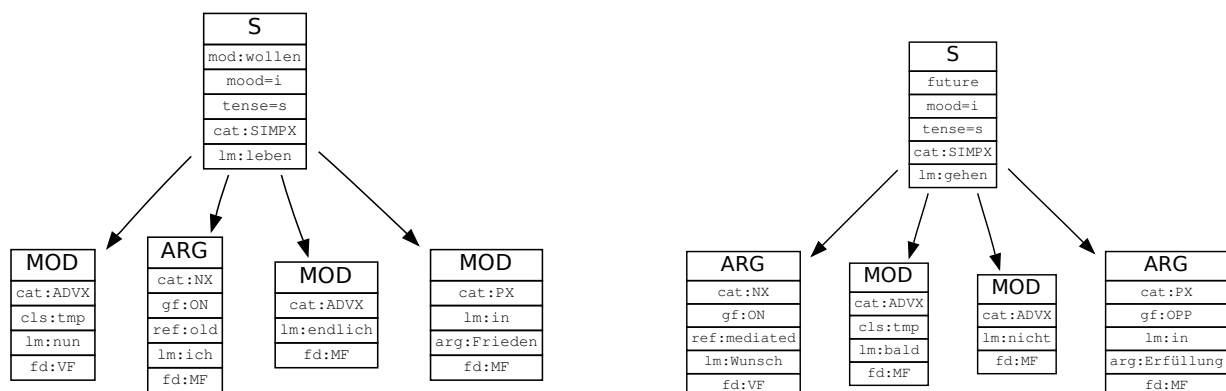 S
mod:wollen
mood=i
tense=s
cat:SIMPX
lm:leben
MOD
cat:ADVX
cls:tmp
lm:nun
fd:VF
ARG
cat:NX
gf:ON
ref:old
lm:ich
fd:MF
MOD
cat:ADVX
lm:endlich
fd:MF
MOD
cat:PX
lm:in
arg:Frieden
fd:MF
S
future
mood=i
tense=s
cat:SIMPX
lm:gehen
ARG
cat:NX
gf:ON
ref:mediated
lm:Wunsch
fd:VF
MOD
cat:ADVX
cls:tmp
lm:bald
fd:MF
MOD
cat:ADVX
lm:nicht
fd:MF
ARG
cat:PX
gf:OPP
lm:in
arg:Erfüllung
fd:MF